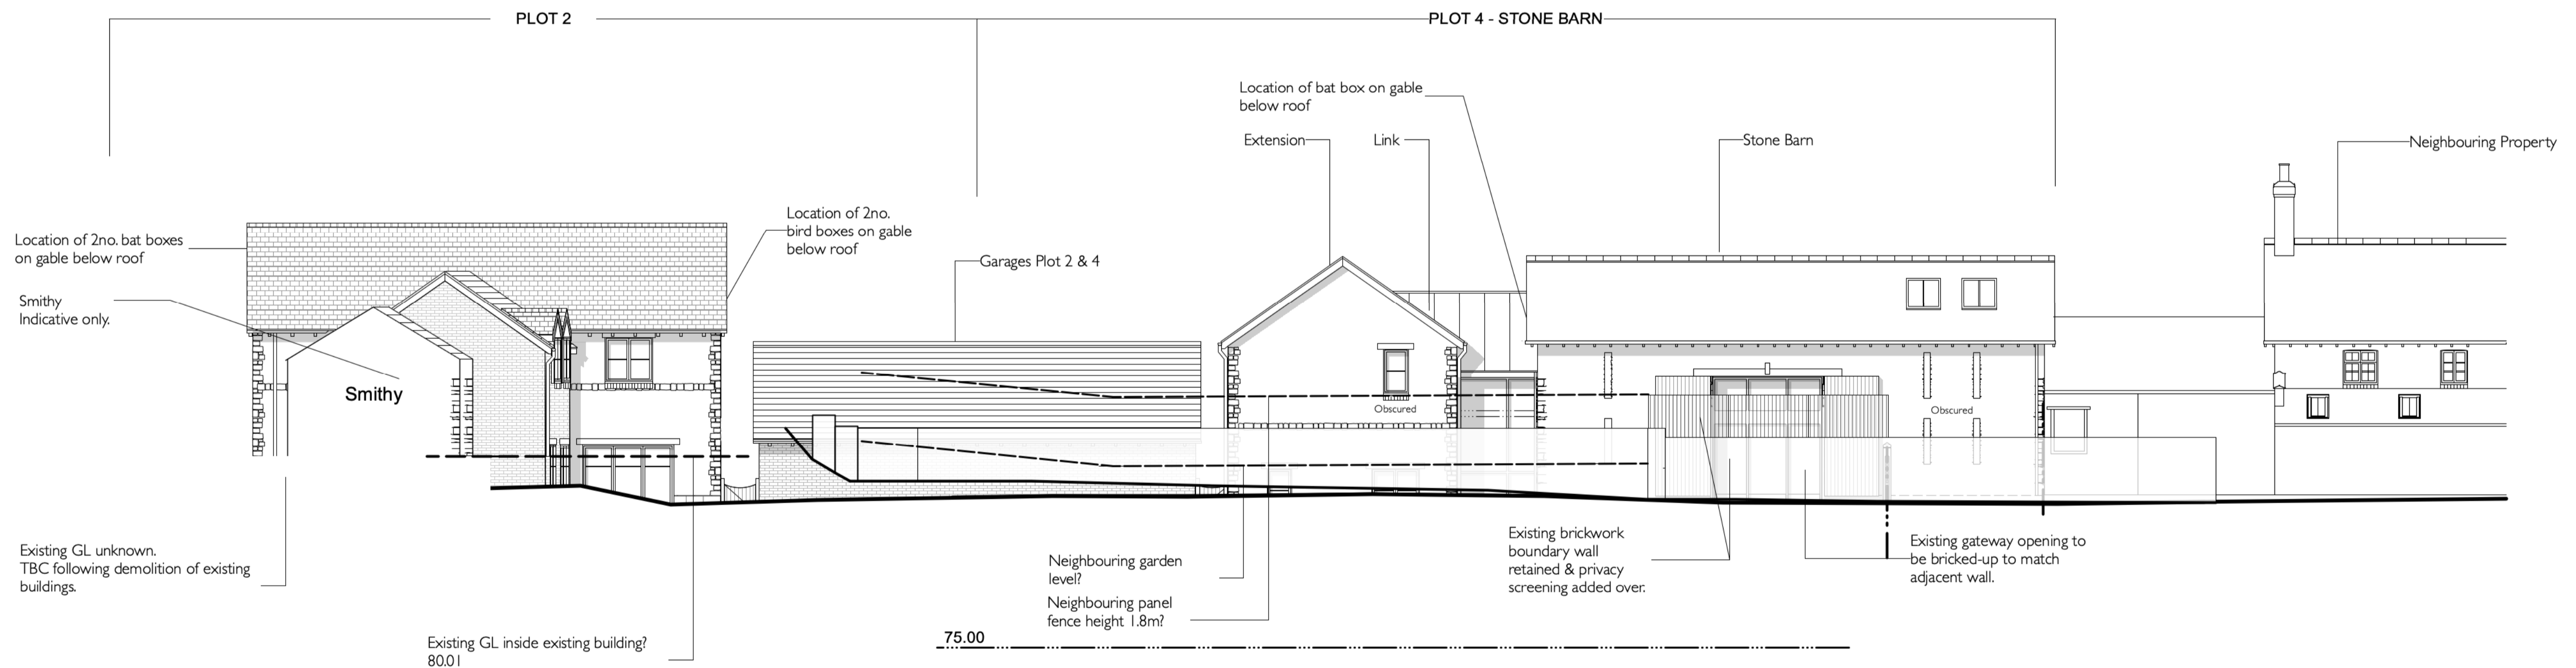 PLOT 2
PLOT 4 - STONE BARN
Location of bat box on gable
below roof
Extension
Link
Stone Barn
Neighbouring Property
Location of 2no. bat boxes
on gable below roof
Location of 2no.
bird boxes on gable
below roof
Garages Plot 2 & 4
Smithy
Indicative only.
Smithy
Obscured
Obscured
Existing GL unknown.
TBC following demolition of existing
buildings.
Neighbouring garden
level?
Neighbouring panel
fence height 1.8m?
Existing brickwork
boundary wall
retained & privacy
screening added over.
Existing gateway opening to
be bricked-up to match
adjacent wall.
Existing GL inside existing building?
80.01
75.00